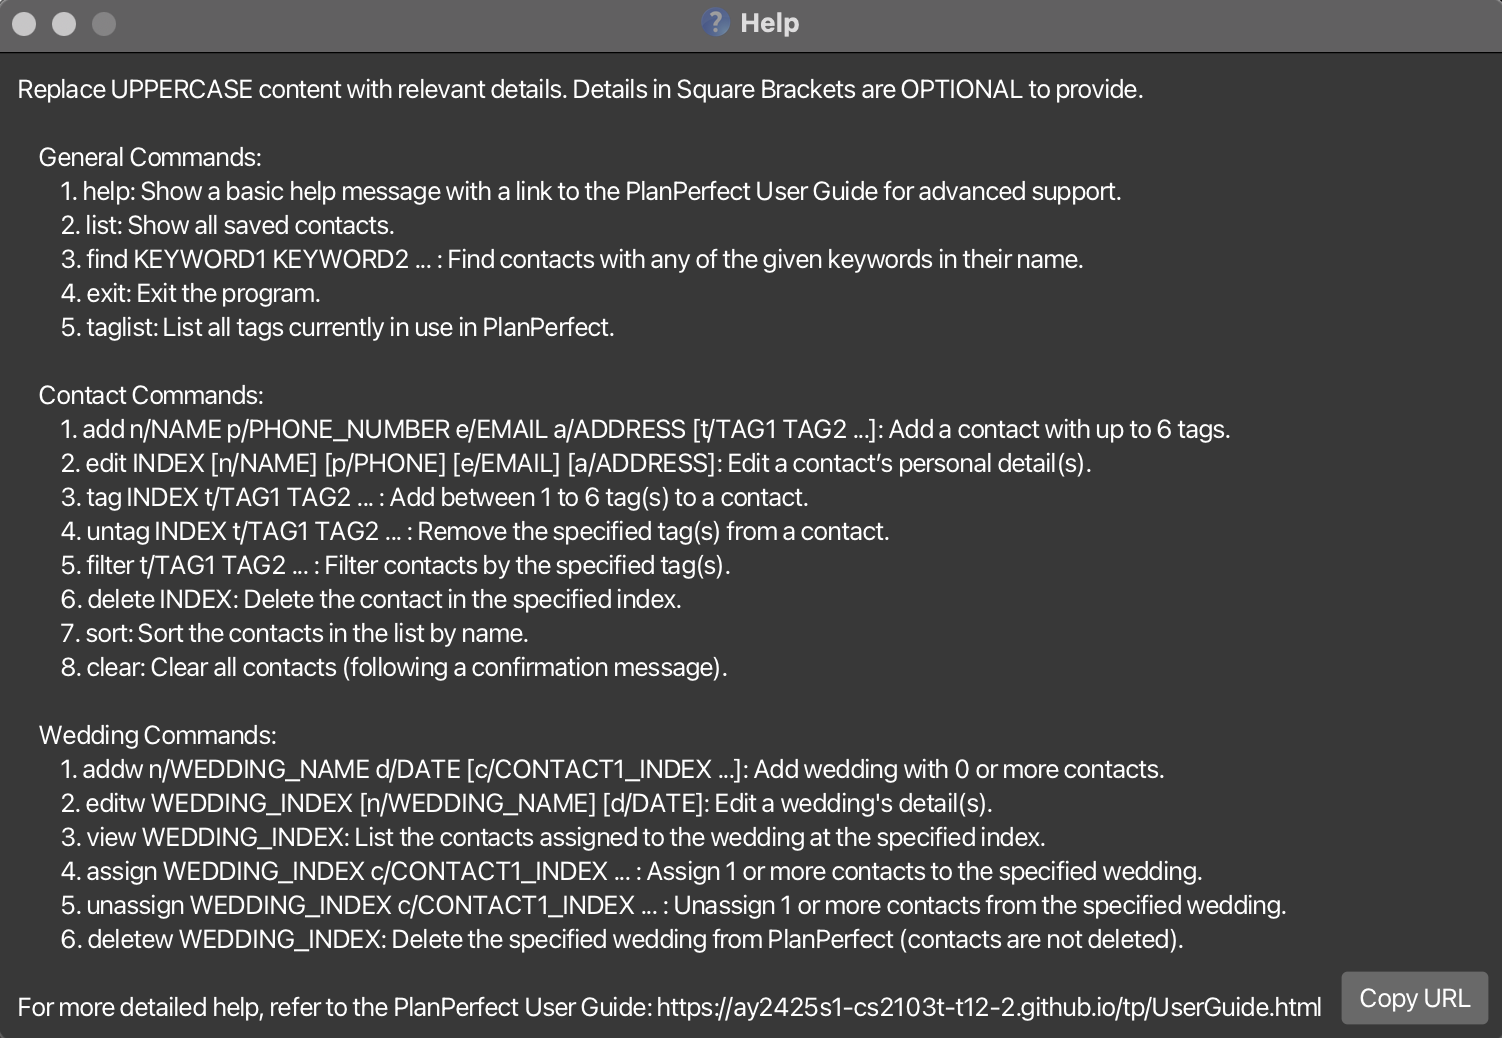 Help
Replace UPPERCASE content with relevant details. Details in Square Brackets are OPTIONAL to provide.
General Commands:
1. help: Show a basic help message with a link to the PlanPerfect User Guide for advanced support.
2. list: Show all saved contacts.
3. find KEYWORD1 KEYWORD2 ... : Find contacts with any of the given keywords in their name.
4. exit: Exit the program.
5. taglist: List all tags currently in use in PlanPerfect.
Contact Commands:
1. add n/NAME p/PHONE_NUMBER e/EMAIL a/ADDRESS [t/TAG1 TAG2 ...]: Add a contact with up to 6 tags.
2. edit INDEX [n/NAME] [p/PHONE] [e/EMAIL] [a/ADDRESS]: Edit a contact’s personal detail(s).
3. tag INDEX t/TAG1 TAG2 ... : Add between 1 to 6 tag(s) to a contact.
4. untag INDEX t/TAG1 TAG2 ... : Remove the specified tag(s) from a contact.
5. filter t/TAG1 TAG2 ... : Filter contacts by the specified tag(s).
6. delete INDEX: Delete the contact in the specified index.
7. sort: Sort the contacts in the list by name.
8. clear: Clear all contacts (following a confirmation message).
Wedding Commands:
1. addw n/WEDDING_NAME d/DATE [c/CONTACT1_INDEX ...]: Add wedding with 0 or more contacts.
2. editw WEDDING_INDEX [n/WEDDING_NAME] [d/DATE]: Edit a wedding's detail(s).
3. view WEDDING_INDEX: List the contacts assigned to the wedding at the specified index.
4. assign WEDDING_INDEX c/CONTACT1_INDEX ... : Assign 1 or more contacts to the specified wedding.
5. unassign WEDDING_INDEX c/CONTACT1_INDEX ... : Unassign 1 or more contacts from the specified wedding.
6. deletew WEDDING_INDEX: Delete the specified wedding from PlanPerfect (contacts are not deleted).
For more detailed help, refer to the PlanPerfect User Guide: https://ay2425s1-cs2103t-t12-2.github.io/tp/UserGuide.html
Copy URL